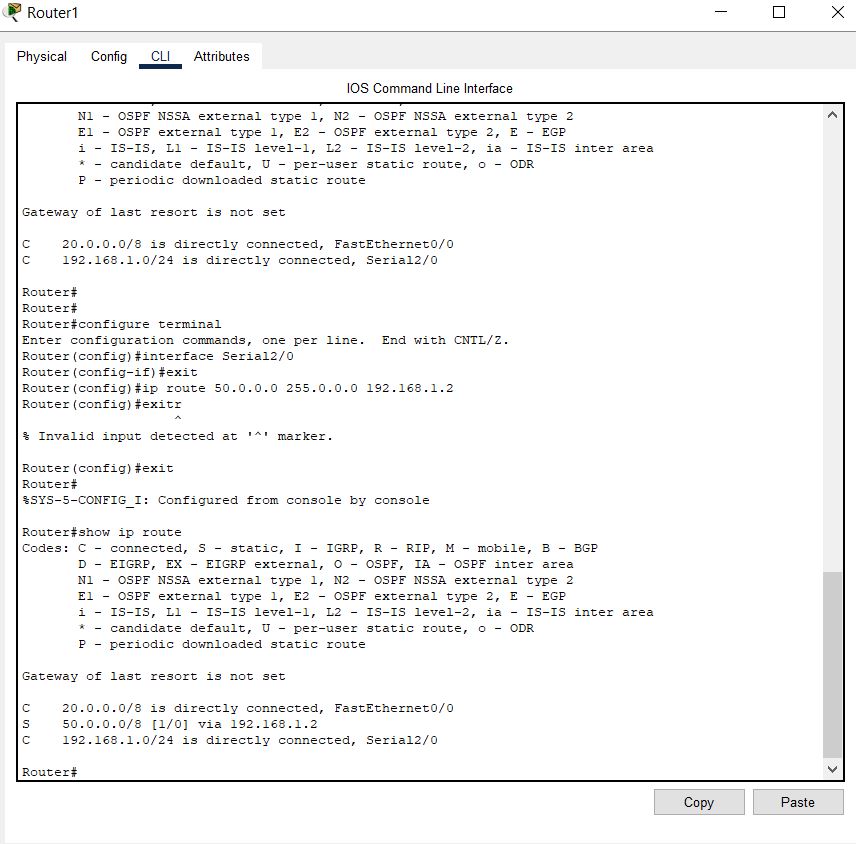 Router1
Physical Config CLI Attributes
IOS Command Line Interface
N1 - OSPF NSSA external type 1, N2 - OSPF NSSA external type 2
E1 - OSPF external type 1, E2 - OSPF external type 2, E - EGP
i - IS-IS, L1 - IS-IS level-1, L2 - IS-IS level-2, ia - IS-IS inter area
* - candidate default, U - per-user static route, o - ODR
P - periodic downloaded static route
Gateway of last resort is not set
C    20.0.0.0/8 is directly connected, FastEthernet0/0
C    192.168.1.0/24 is directly connected, Serial2/0
Router#
Router#
Router#configure terminal
Enter configuration commands, one per line.  End with CNTL/Z.
Router(config)#interface Serial2/0
Router(config-if)#exit
Router(config)#ip route 50.0.0.0 255.0.0.0 192.168.1.2
Router(config)#exitr
^
% Invalid input detected at '^' marker.
Router(config)#exit
Router#
%SYS-5-CONFIG_I: Configured from console by console
Router#show ip route
Codes: C - connected, S - static, I - IGRP, R - RIP, M - mobile, B - BGP
D - EIGRP, EX - EIGRP external, O - OSPF, IA - OSPF inter area
N1 - OSPF NSSA external type 1, N2 - OSPF NSSA external type 2
E1 - OSPF external type 1, E2 - OSPF external type 2, E - EGP
i - IS-IS, L1 - IS-IS level-1, L2 - IS-IS level-2, ia - IS-IS inter area
* - candidate default, U - per-user static route, o - ODR
P - periodic downloaded static route
Gateway of last resort is not set
C    20.0.0.0/8 is directly connected, FastEthernet0/0
S    50.0.0.0/8 [1/0] via 192.168.1.2
C    192.168.1.0/24 is directly connected, Serial2/0
Router#
Copy Paste